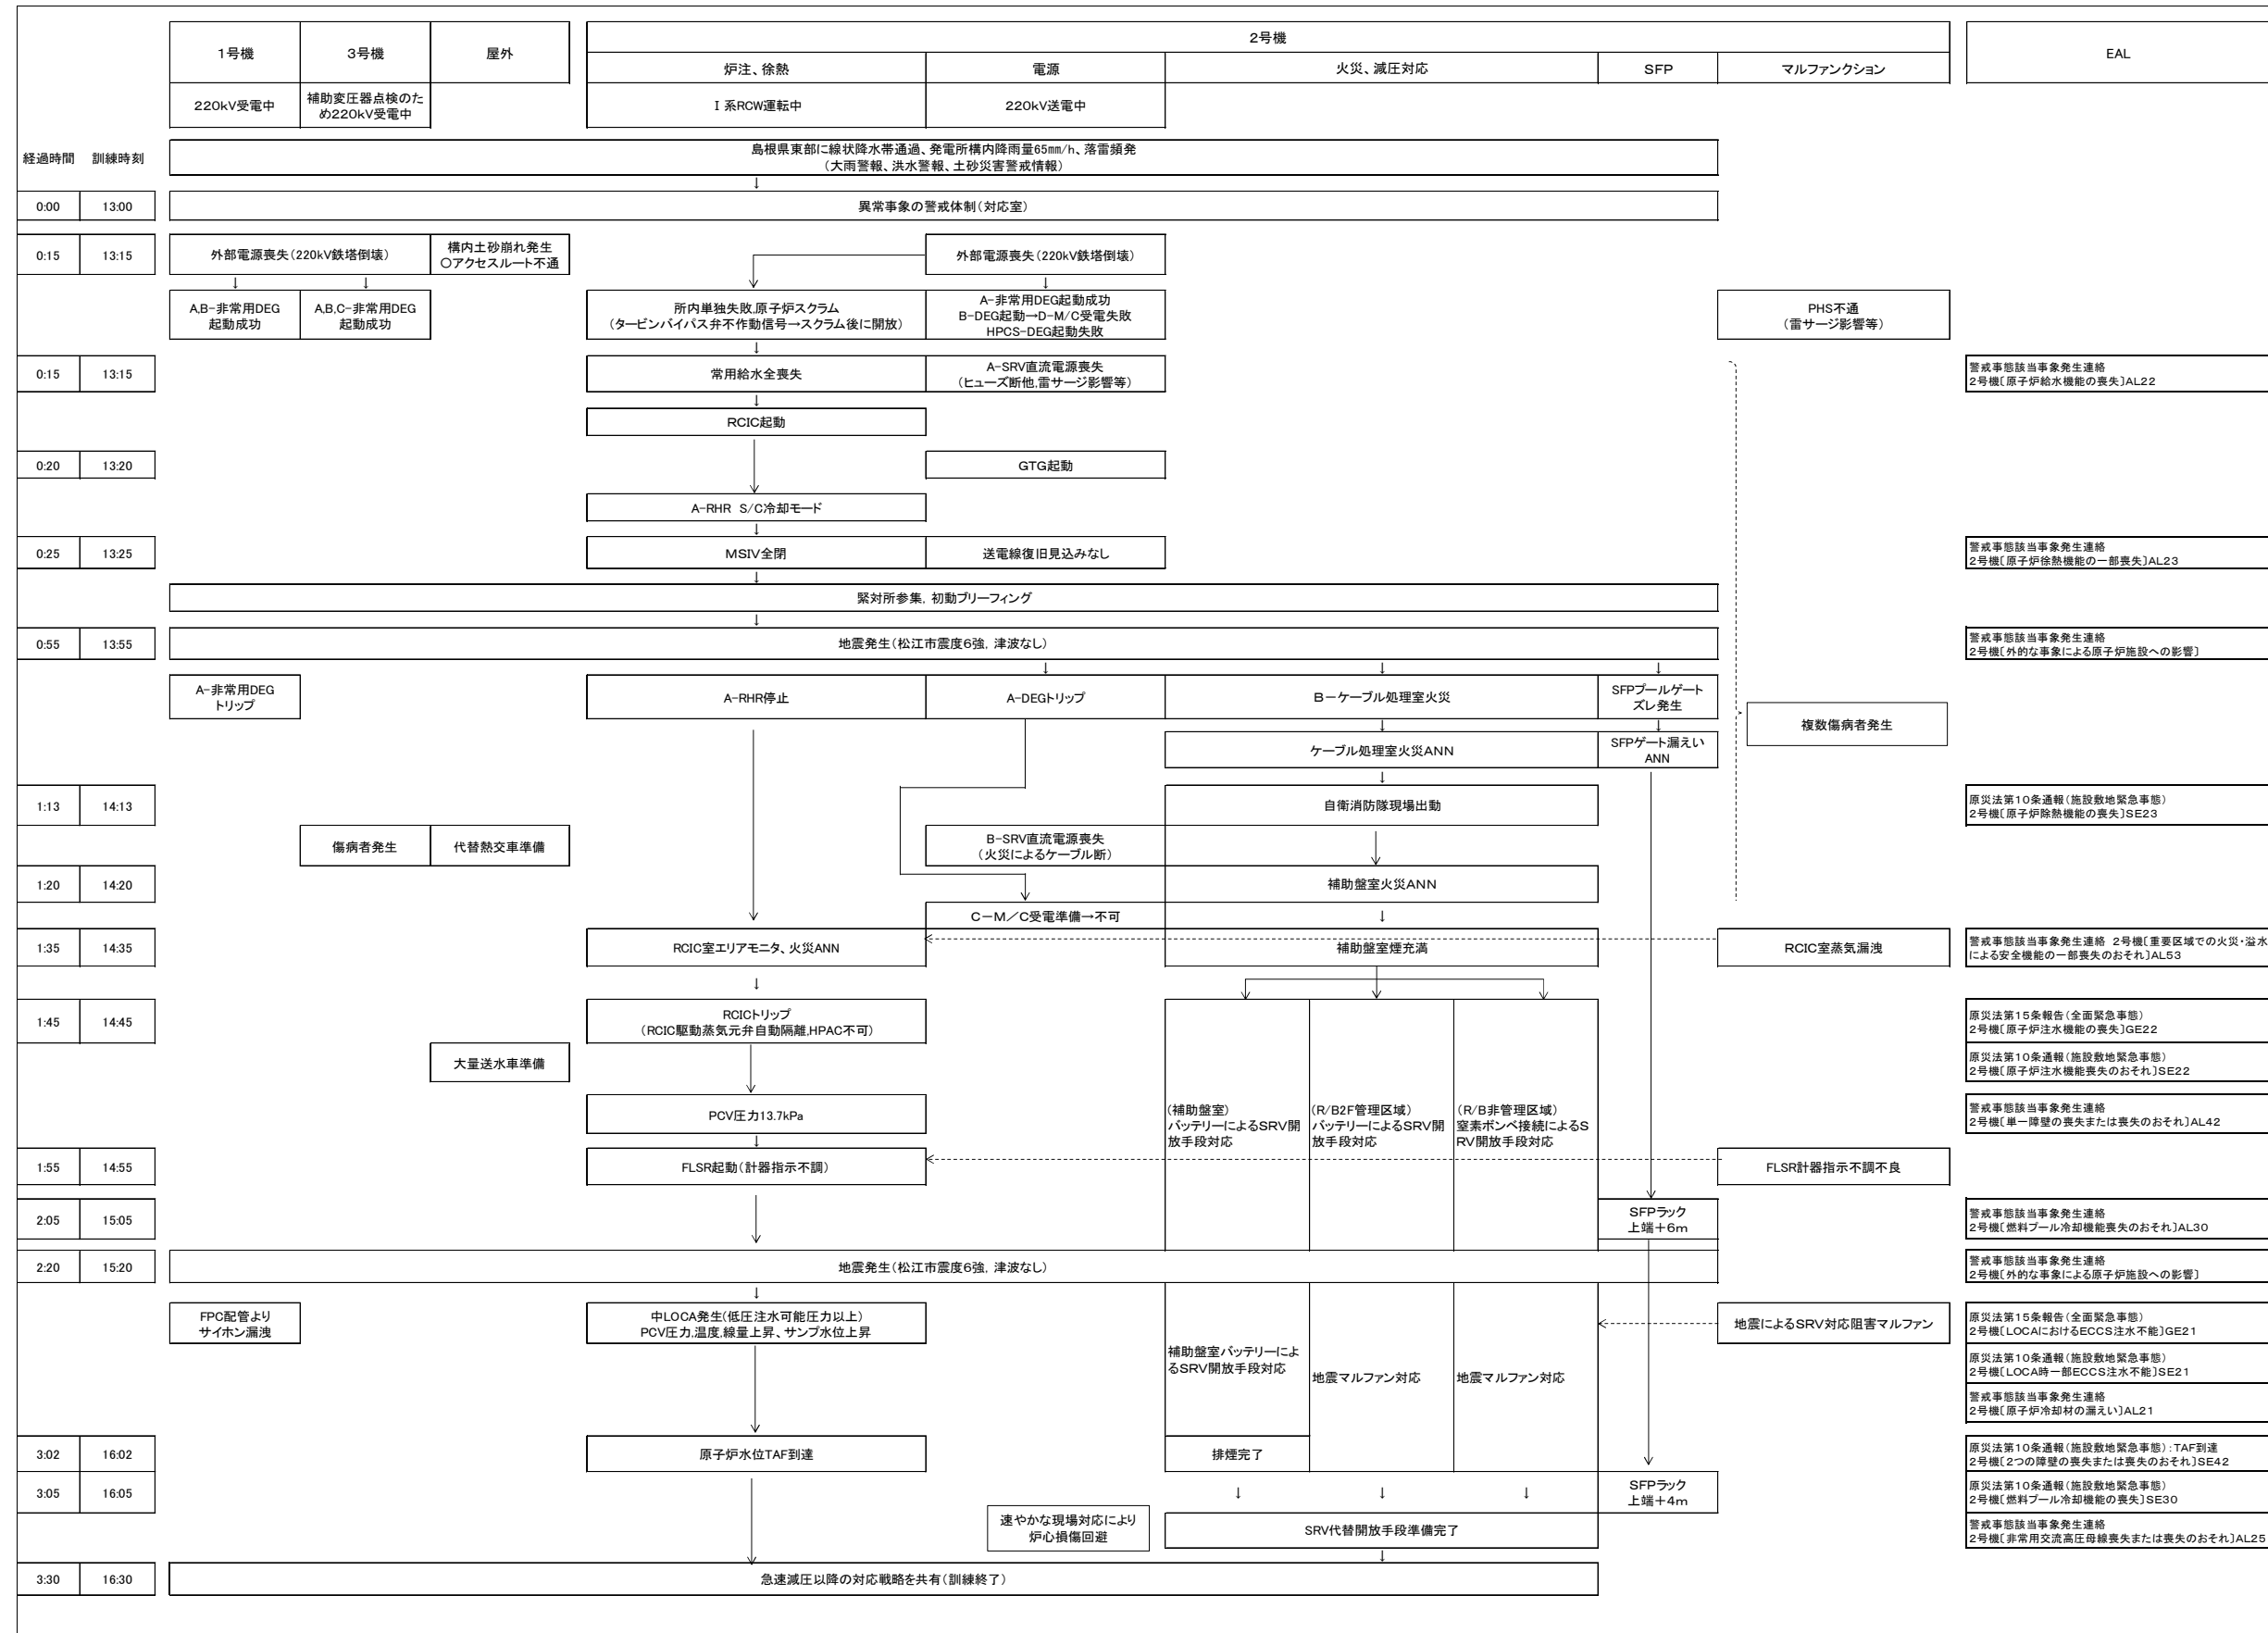 1号機
3号機
屋外
2号機
EAL
炉注、徐熱
電源
火災、減圧対応
SFP
マルファンクション
220kV受電中
補助変圧器点検のた
め220kV受電中
Ⅰ系RCW運転中
220kV送電中
経過時間 訓練時刻
島根県東部に線状降水帯通過、発電所構内降雨量65mm/h、落雷頻発
(大雨警報、洪水警報、土砂災害警戒情報)
↓
0:00 13:00
異常事象の警戒体制(対応室)
0:15 13:15
外部電源喪失(220kV鉄塔倒壊)
構内土砂崩れ発生
〇アクセスルート不通
外部電源喪失(220kV鉄塔倒壊)
↓ ↓ ↓
A,B-非常用DEG
起動成功
A,B,C-非常用DEG
起動成功
所内単独失敗,原子炉スクラム
(タービンバイパス弁不作動信号→スクラム後に開放)
A-非常用DEG起動成功
B-DEG起動→D-M/C受電失敗
HPCS-DEG起動失敗
PHS不通
(雷サージ影響等)
↓
0:15 13:15
常用給水全喪失
A-SRV直流電源喪失
(ヒューズ断他,雷サージ影響等)
警戒事態該当事象発生連絡
2号機〔原子炉給水機能の喪失〕AL22
↓
RCIC起動
0:20 13:20
GTG起動
A-RHR S/C冷却モード
↓
0:25 13:25
MSIV全閉
送電線復旧見込みなし
警戒事態該当事象発生連絡
2号機〔原子炉徐熱機能の一部喪失〕AL23
↓
緊対所参集,初動ブリーフィング
↓
0:55 13:55
地震発生(松江市震度6強,津波なし)
警戒事態該当事象発生連絡
2号機〔外的な事象による原子炉施設への影響〕
↓ ↓ ↓
A-非常用DEG
トリップ
A-RHR停止
A-DEGトリップ
B-ケーブル処理室火災
SFPプールゲート
ズレ発生
複数傷病者発生
↓ ↓
ケーブル処理室火災ANN
SFPゲート漏えい
ANN
↓
1:13 14:13
自衛消防隊現場出動
原災法第10条通報(施設敷地緊急事態)
2号機〔原子炉除熱機能の喪失〕SE23
傷病者発生
代替熱交車準備
B-SRV直流電源喪失
(火災によるケーブル断)
1:20 14:20
補助盤室火災ANN
C-M/C受電準備→不可
↓
1:35 14:35
RCIC室エリアモニタ、火災ANN
補助盤室煙充満
RCIC室蒸気漏洩
警戒事態該当事象発生連絡 2号機〔重要区域での火災・溢水
による安全機能の一部喪失のおそれ〕AL53
↓
1:45 14:45
RCICトリップ
(RCIC駆動蒸気元弁自動隔離,HPAC不可)
原災法第15条報告(全面緊急事態)
2号機〔原子炉注水機能の喪失〕GE22
大量送水車準備
原災法第10条通報(施設敷地緊急事態)
2号機〔原子炉注水機能喪失のおそれ〕SE22
PCV圧力13.7kPa
(補助盤室)
バッテリーによるSRV開
放手段対応
(R/B2F管理区域)
バッテリーによるSRV開
放手段対応
(R/B非管理区域)
窒素ボンベ接続によるS
RV開放手段対応
警戒事態該当事象発生連絡
2号機〔単一障壁の喪失または喪失のおそれ〕AL42
↓
1:55 14:55
FLSR起動(計器指示不調)
FLSR計器指示不調不良
2:05 15:05
SFPラック
上端+6m
警戒事態該当事象発生連絡
2号機〔燃料プール冷却機能喪失のおそれ〕AL30
2:20 15:20
地震発生(松江市震度6強,津波なし)
警戒事態該当事象発生連絡
2号機〔外的な事象による原子炉施設への影響〕
↓
FPC配管より
サイホン漏洩
中LOCA発生(低圧注水可能圧力以上)
PCV圧力,温度,線量上昇、サンプ水位上昇
地震によるSRV対応阻害マルファン
原災法第15条報告(全面緊急事態)
2号機〔LOCAにおけるECCS注水不能〕GE21
補助盤室バッテリーによ
るSRV開放手段対応
地震マルファン対応
地震マルファン対応
原災法第10条通報(施設敷地緊急事態)
2号機〔LOCA時一部ECCS注水不能〕SE21
警戒事態該当事象発生連絡
2号機〔原子炉冷却材の漏えい〕AL21
3:02 16:02
原子炉水位TAF到達
排煙完了
原災法第10条通報(施設敷地緊急事態):TAF到達
2号機〔2つの障壁の喪失または喪失のおそれ〕SE42
3:05 16:05
↓ ↓ ↓
SFPラック
上端+4m
原災法第10条通報(施設敷地緊急事態)
2号機〔燃料プール冷却機能の喪失〕SE30
速やかな現場対応により
炉心損傷回避
SRV代替開放手段準備完了
警戒事態該当事象発生連絡
2号機〔非常用交流高圧母線喪失または喪失のおそれ〕AL25
↓
3:30 16:30
急速減圧以降の対応戦略を共有(訓練終了)